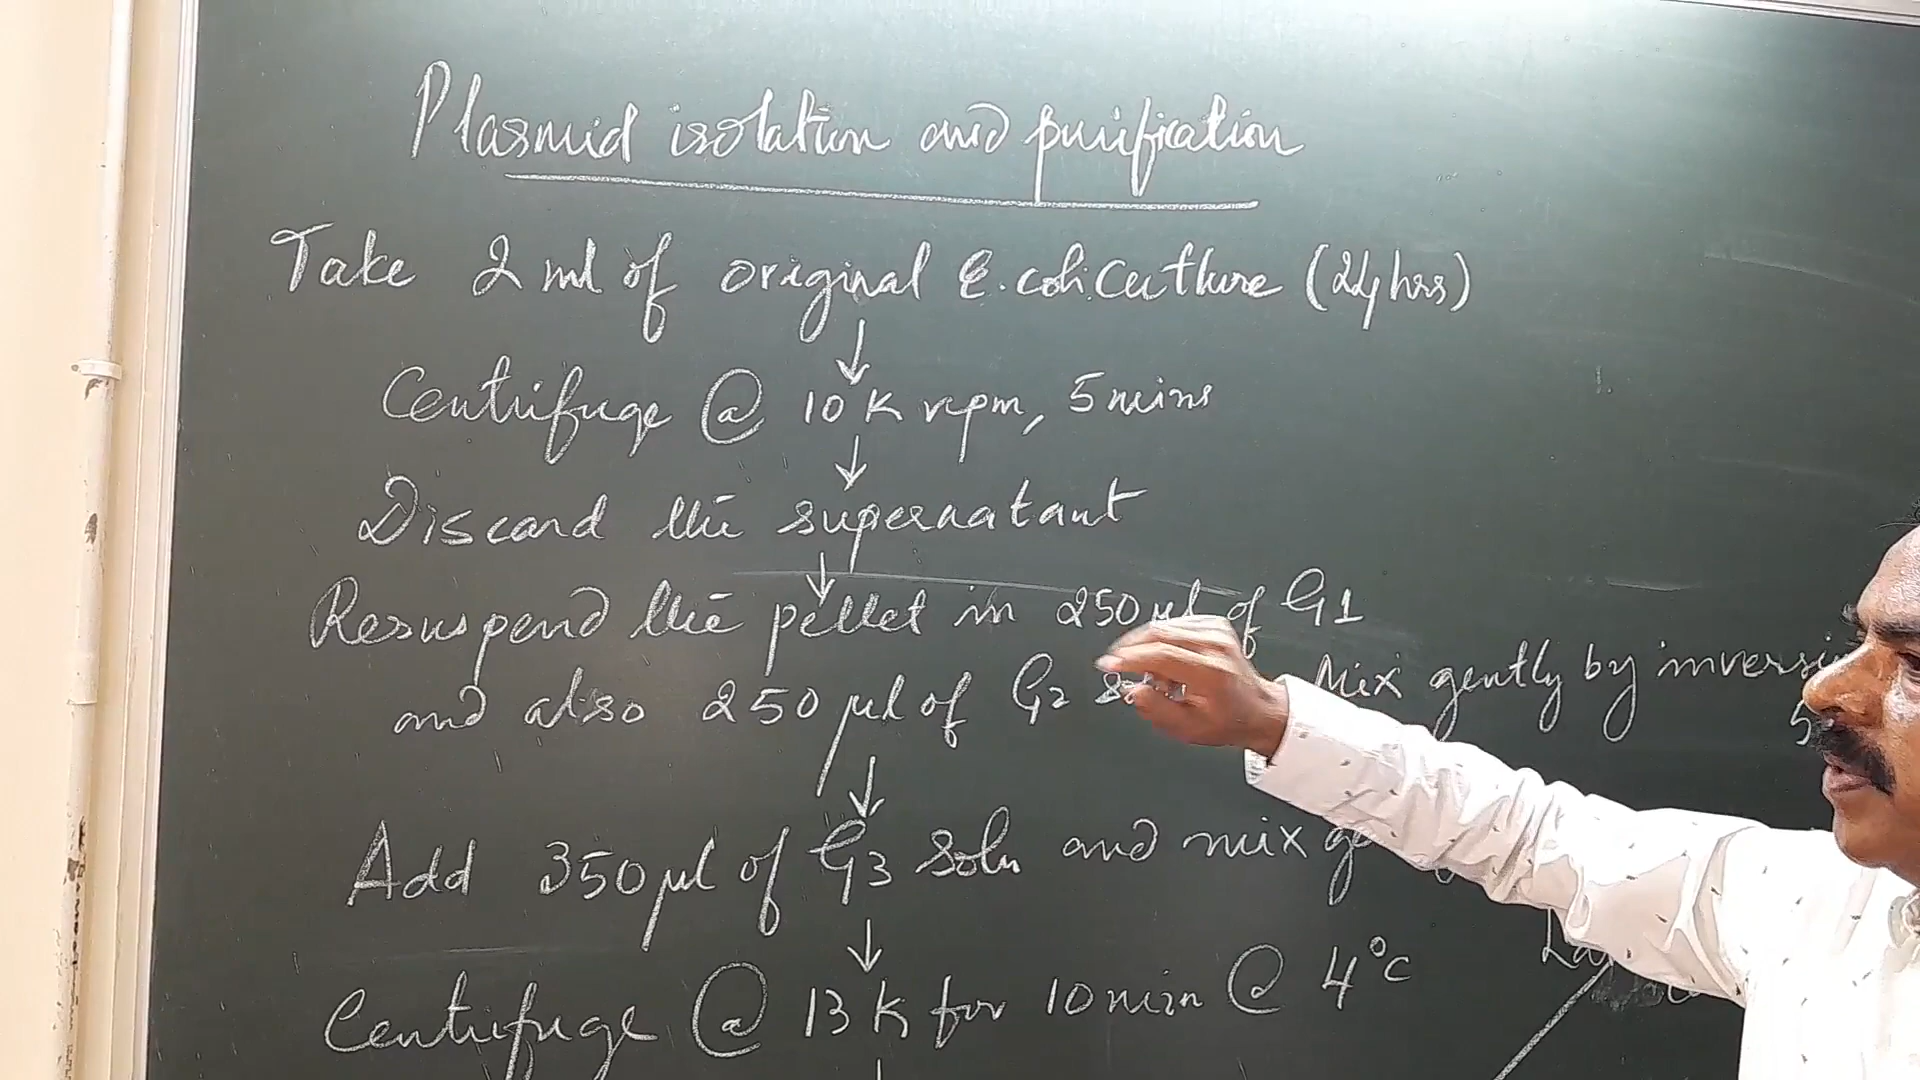 Plasmid isolation and purification
Take 2 ml of original E. coli culture (24 hrs)
Centrifuge @ 10 K rpm, 5 mins
Discard the supernatant
Resuspend the pellet in 250 µl of G1
and also 250 µl of G2 Mix gently by
Add 350 µl of G3 Soln and mix
Centrifuge @ 13 K for 10 min @ 4°C